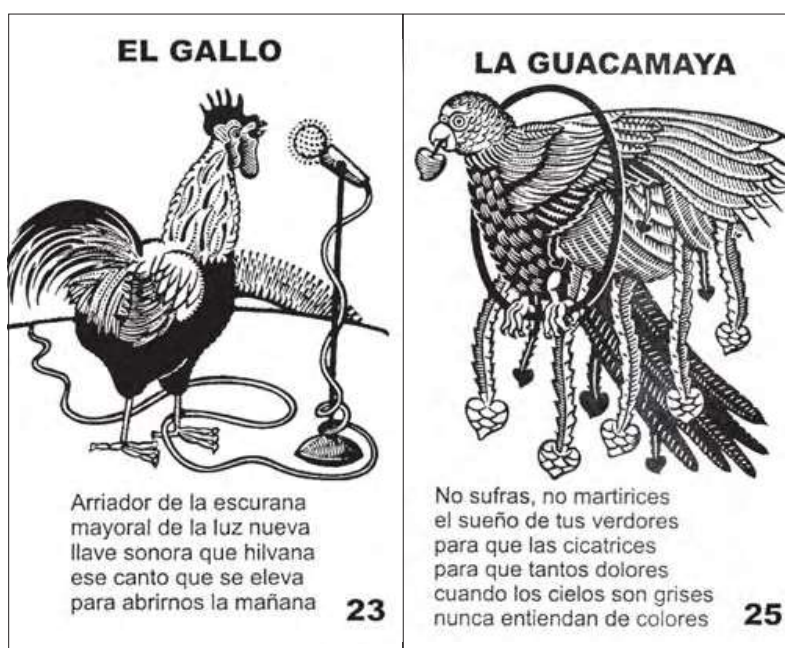 EL GALLO
Arriador de la escurana
mayoral de la luz nueva
llave sonora que hilvana
ese canto que se eleva
para abrirnos la mañana
23
LA GUACAMAYA
No sufras, no martirices
el sueño de tus verdores
para que las cicatrices
para que tantos dolores
cuando los cielos son grises
nunca entiendan de colores
25